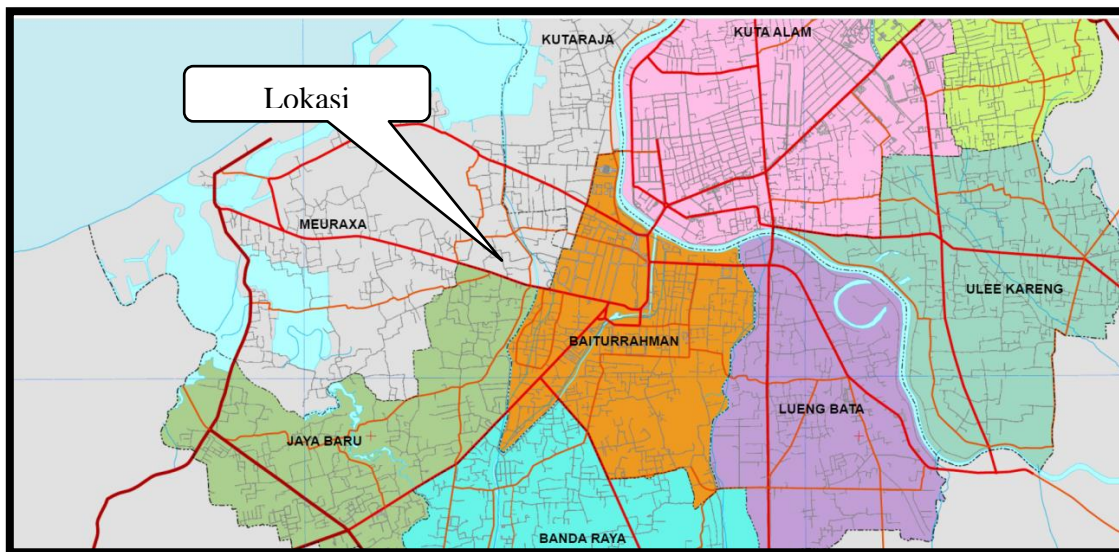 KUTARAJA
KUTA ALAM
Lokasi
MEURAXA
ULEE KARENG
BAITURRAHMAN
LUENG BATA
JAYA BARU
BANDA RAYA